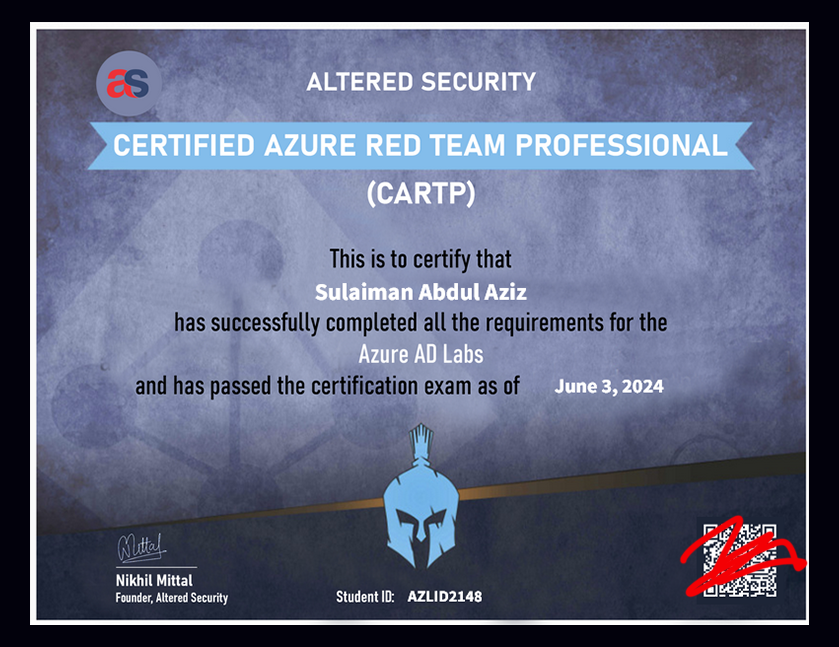 as
ALTERED SECURITY
CERTIFIED AZURE RED TEAM PROFESSIONAL
(CARTP)
This is to certify that
Sulaiman Abdul Aziz
has successfully completed all the requirements for the
Azure AD Labs
and has passed the certification exam as of June 3, 2024
Mittal
Nikhil Mittal
Founder, Altered Security
Student ID: AZLID2148